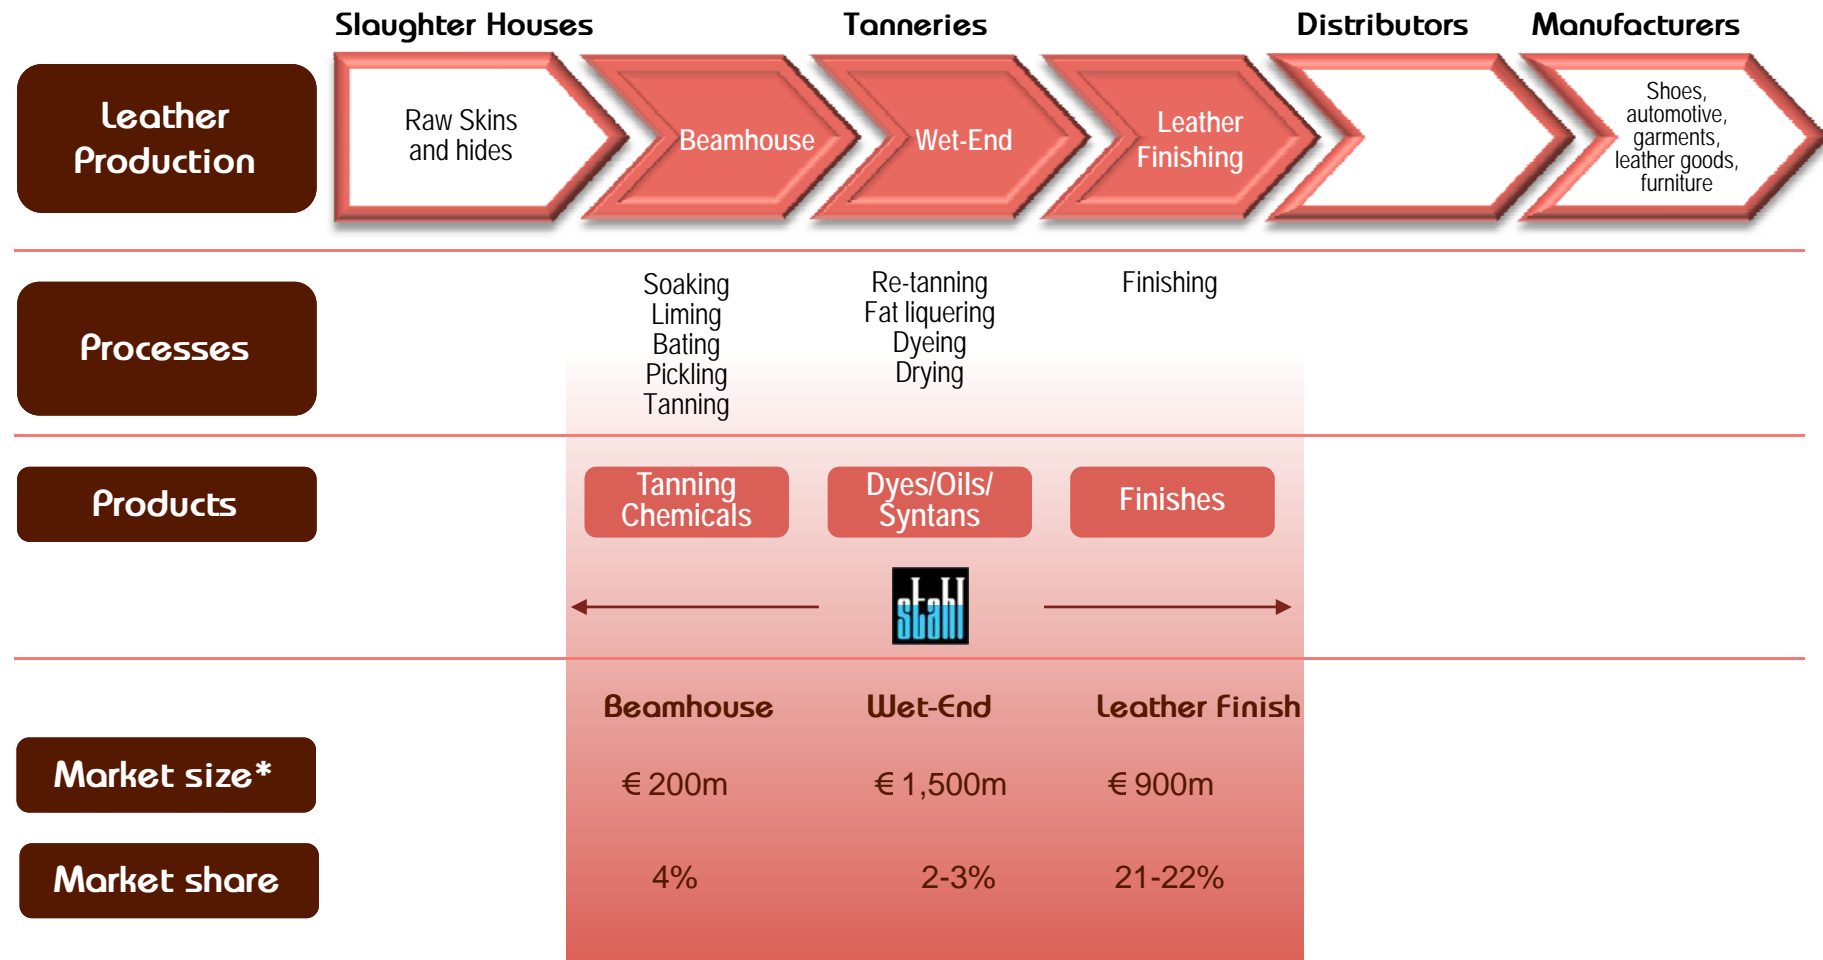 Slaughter Houses
Tanneries
Distributors
Manufacturers
Leather
Production
Raw Skins
and hides
Beamhouse
Wet-End
Leather
Finishing
Shoes,
automotive,
garments,
leather goods,
furniture
Processes
Soaking
Liming
Bating
Pickling
Tanning
Re-tanning
Fat liquering
Dyeing
Drying
Finishing
Products
Tanning
Chemicals
Dyes/Oils/
Syntans
Finishes
stahl
Beamhouse
Wet-End
Leather Finish
Market size*
€ 200m
€ 1,500m
€ 900m
Market share
4%
2-3%
21-22%